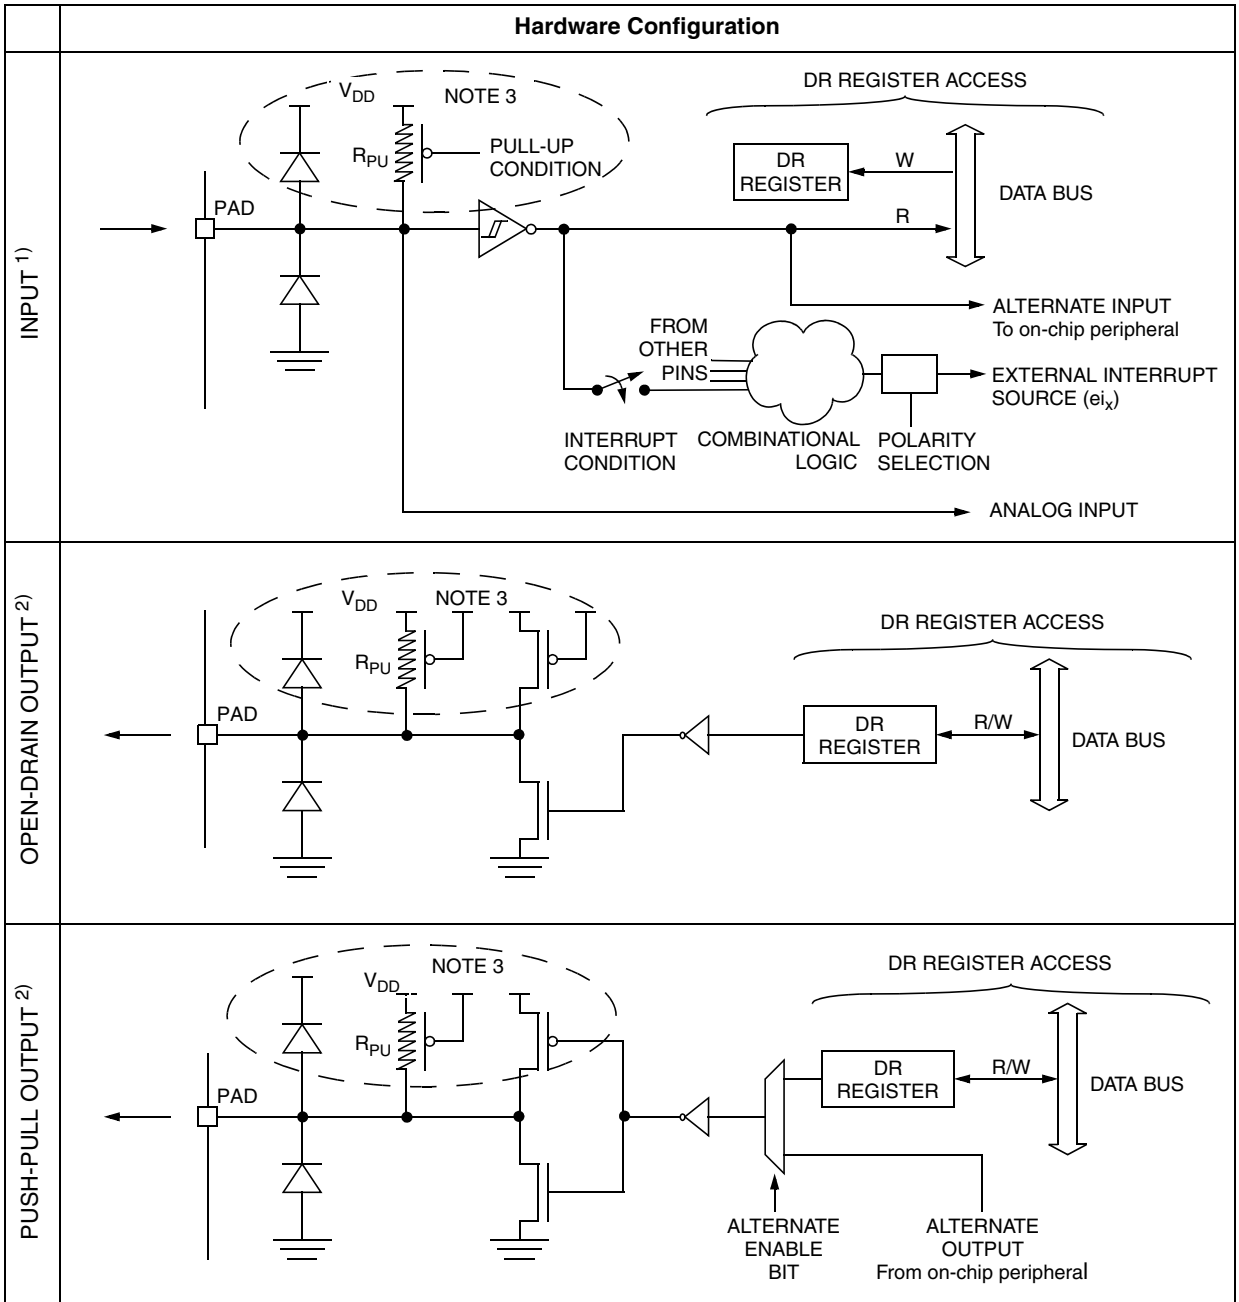 Hardware Configuration
INPUT 1)
VDD
NOTE 3
RPU
PULL-UP
CONDITION
PAD
DR REGISTER ACCESS
DR
REGISTER
W
R
DATA BUS
ALTERNATE INPUT
To on-chip peripheral
FROM
OTHER
PINS
EXTERNAL INTERRUPT
SOURCE (eix)
INTERRUPT
CONDITION
COMBINATIONAL
LOGIC
POLARITY
SELECTION
ANALOG INPUT
OPEN-DRAIN OUTPUT 2)
VDD
NOTE 3
RPU
PAD
DR REGISTER ACCESS
DR
REGISTER
R/W
DATA BUS
PUSH-PULL OUTPUT 2)
VDD
NOTE 3
RPU
PAD
DR REGISTER ACCESS
DR
REGISTER
R/W
DATA BUS
ALTERNATE
ENABLE
BIT
ALTERNATE
OUTPUT
From on-chip peripheral